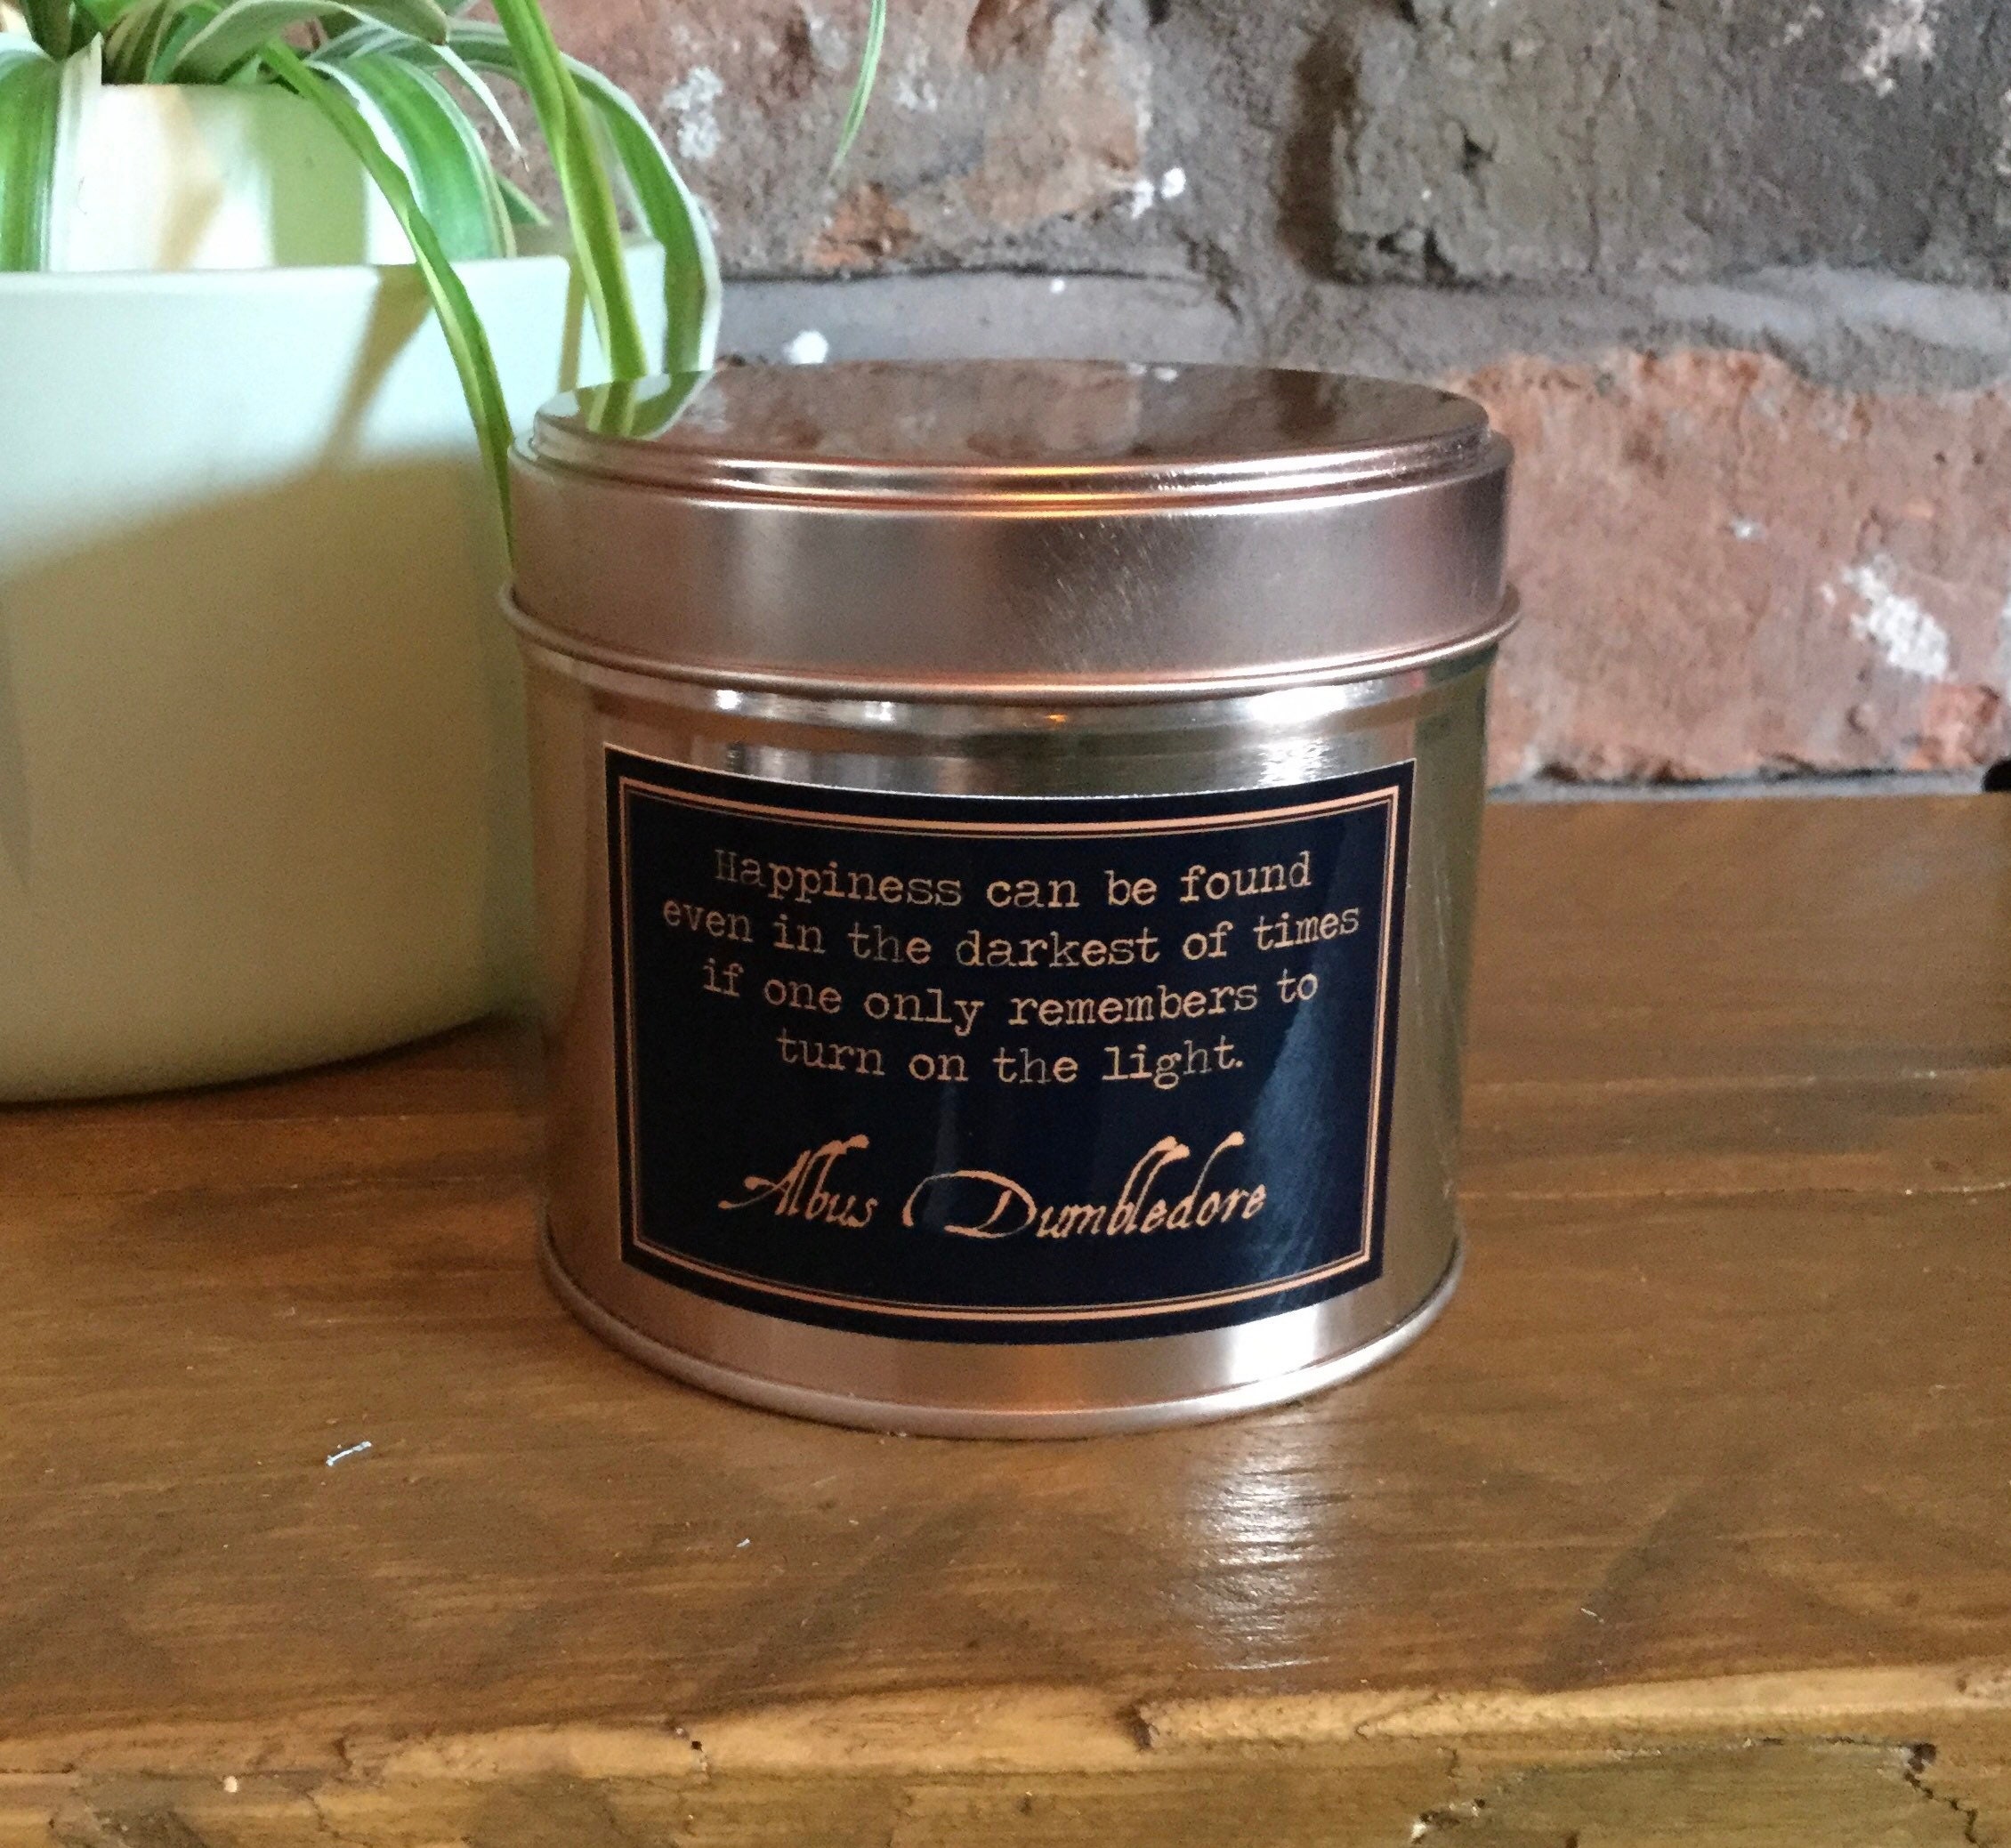 Happiness can be found
even in the darkest of times
if one only remembers to
turn on the light.
Albus Dumbledore